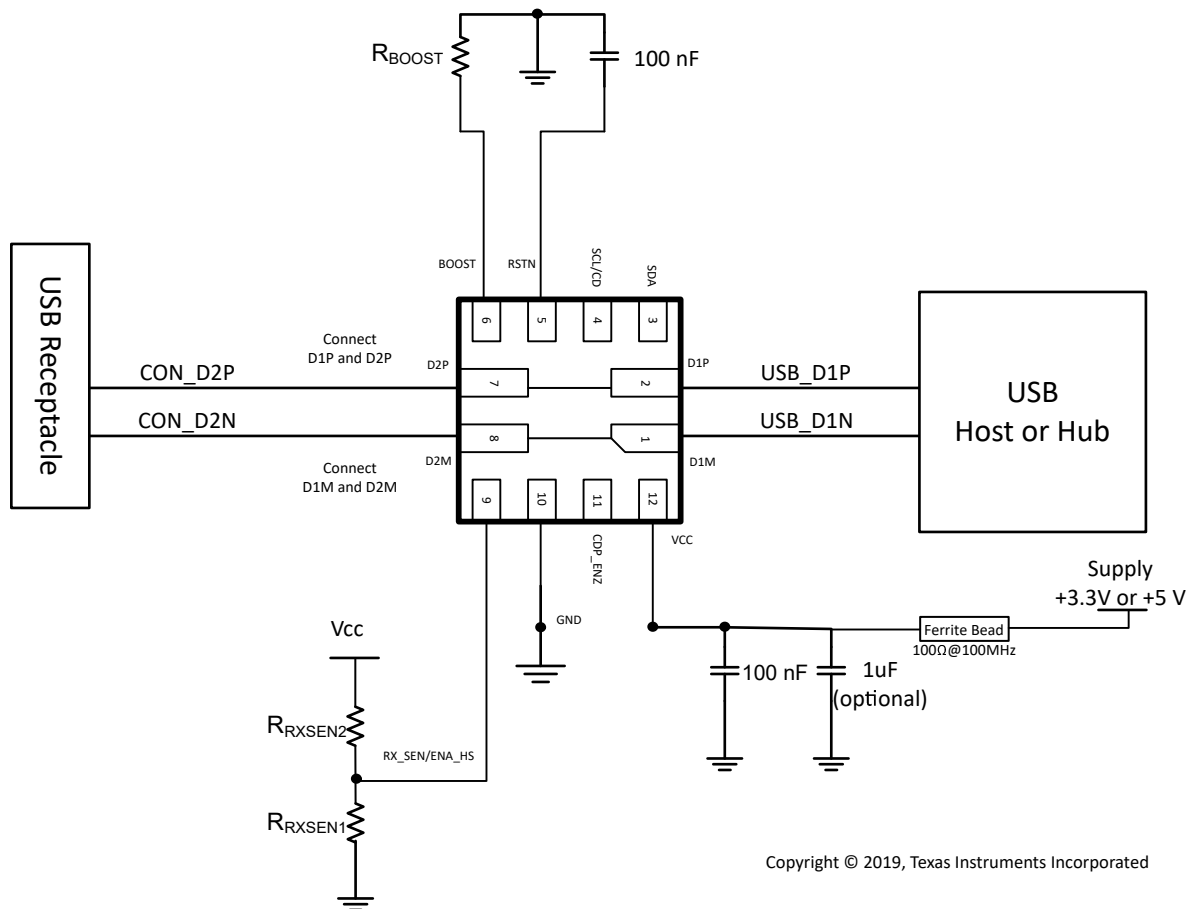 R_BOOST
100 nF
BOOST
RSTN
SCL/CD
SDA
USB Receptacle
6
5
4
3
Connect
D1P and D2P
D2P
D1P
CON_D2P
7
2
USB_D1P
USB
Host or Hub
CON_D2N
8
1
USB_D1N
D2M
D1M
Connect
D1M and D2M
9
10
11
12
CDP_ENZ
VCC
Supply
+3.3V or +5 V
GND
Ferrite Bead
100Ω@100MHz
Vcc
100 nF
1uF
(optional)
R_RXSEN2
RX_SEN/ENA_HS
R_RXSEN1
Copyright © 2019, Texas Instruments Incorporated